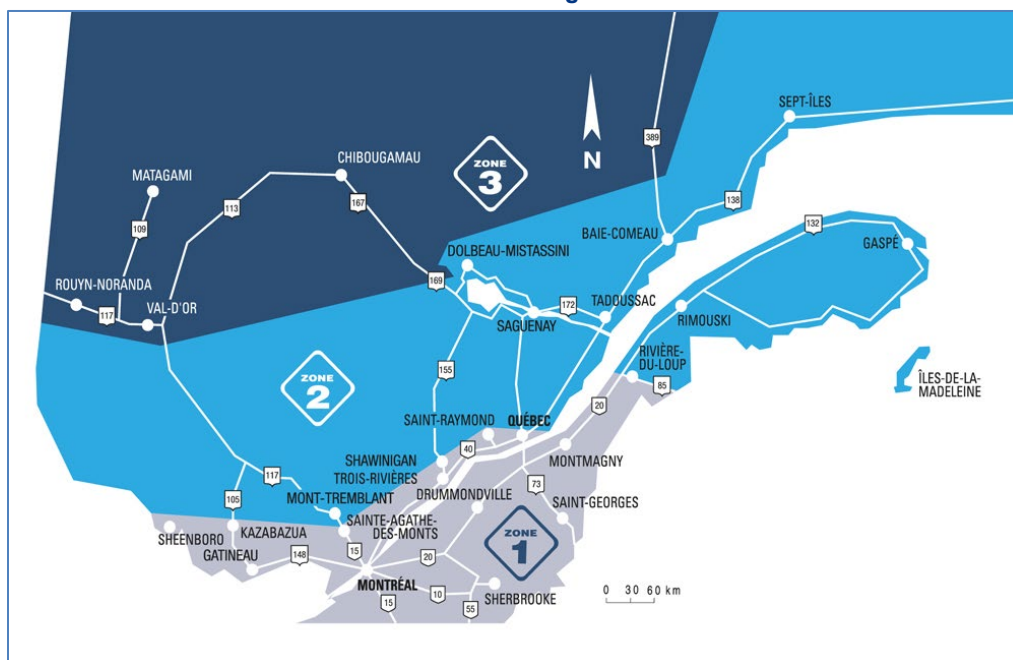 SEPT-ÎLES
389
N
ZONE
3
CHIBOUGAMAU
MATAGAMI
167
113
138
109
132
BAIE-COMEAU
GASPÉ
DOLBEAU-MISTASSINI
ROUYN-NORANDA
169
172
TADOUSSAC
117
VAL-D'OR
SAGUENAY
RIMOUSKI
RIVIÈRE-
DU-LOUP
155
85
ÎLES-DE-LA-
MADELEINE
ZONE
2
20
SAINT-RAYMOND
QUÉBEC
40
MONTMAGNY
SHAWINIGAN
TROIS-RIVIÈRES
117
73
DRUMMONDVILLE
105
MONT-TREMBLANT
SAINT-GEORGES
SAINTE-AGATHE-
DES-MONTS
SHEENBORO
KAZABAZUA
ZONE
1
GATINEAU
148
15
20
MONTRÉAL
10
SHERBROOKE
15
55
0 30 60 km